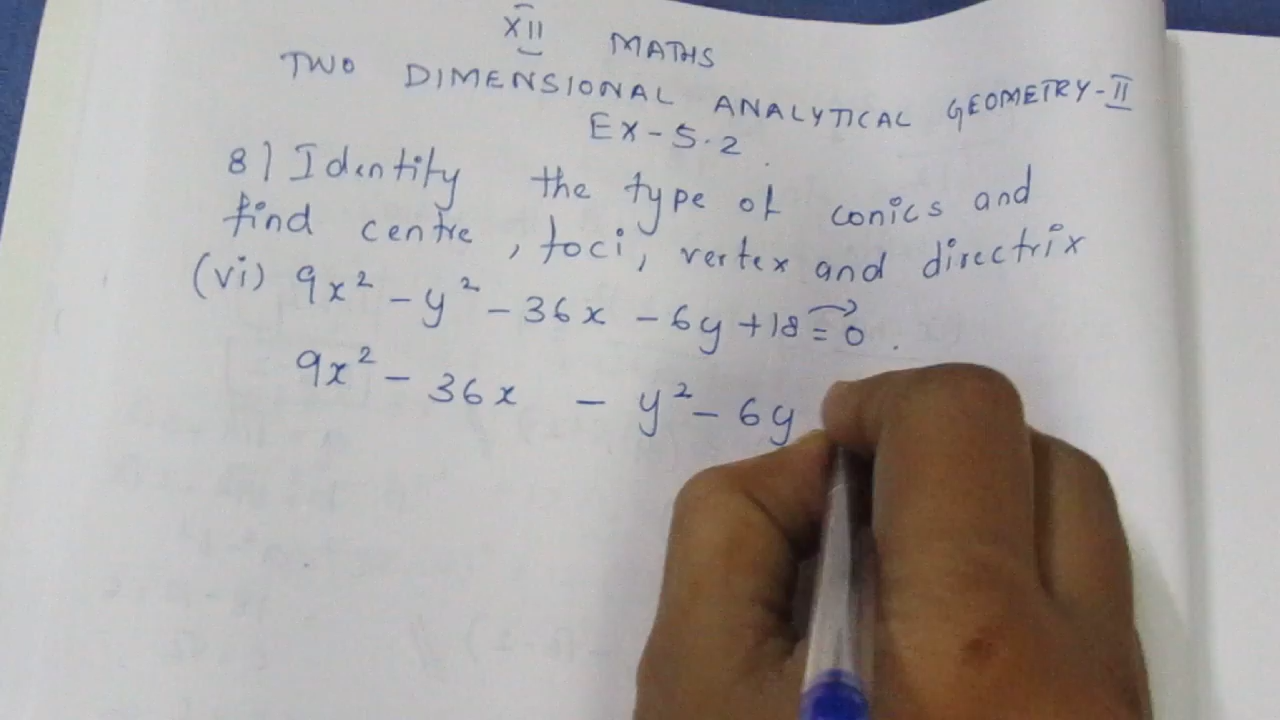 XII MATHS
TWO DIMENSIONAL ANALYTICAL GEOMETRY-II
EX-5.2
8) Identify the type of conics and
find centre, foci, vertex and directrix
(vi) 9x² - y² - 36x - 6y + 18 = 0.
9x² - 36x - y² - 6y